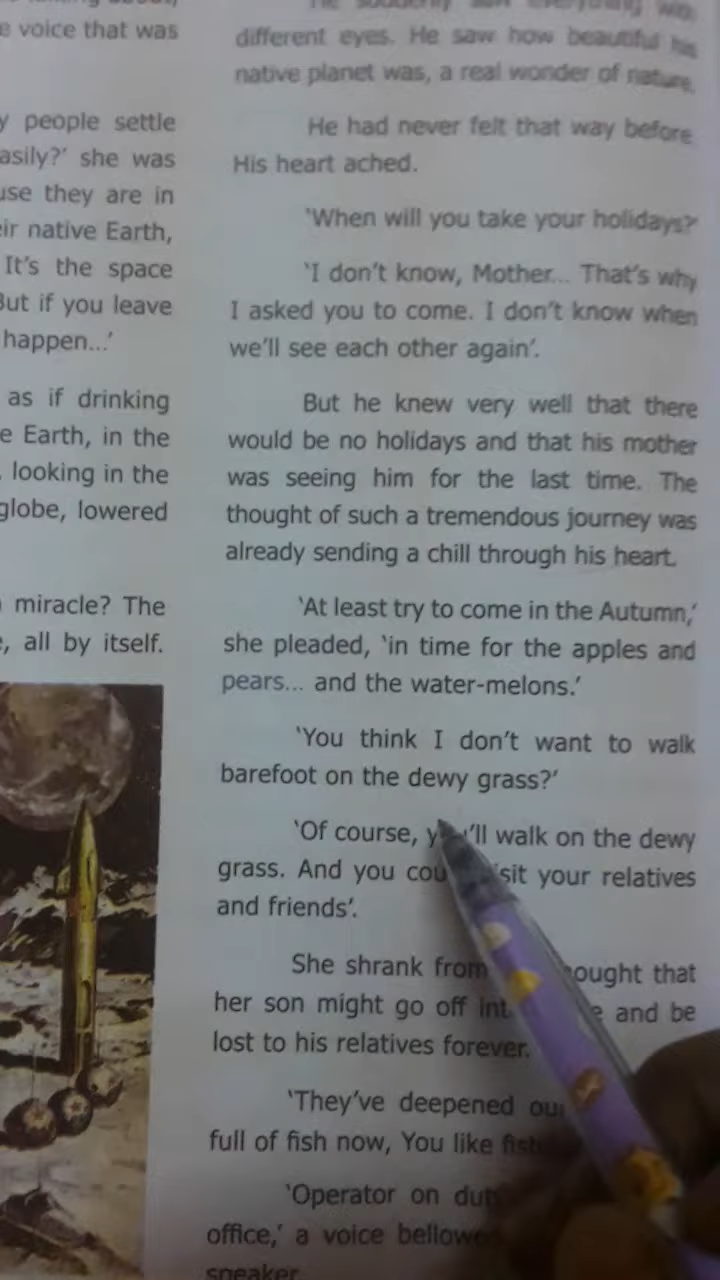 e voice that was
people settle
she was
they are in
native Earth,
It's the space
But if you leave
happen...'
as if drinking
Earth, in the
looking in the
globe, lowered
miracle? The
all by itself.
different eyes. He saw how beautiful his
native planet was, a real wonder of nature.
He had never felt that way before
His heart ached.
'When will you take your holidays?'
'I don't know, Mother... That's why
I asked you to come. I don't know when
we'll see each other again'.
But he knew very well that there
would be no holidays and that his mother
was seeing him for the last time. The
thought of such a tremendous journey was
already sending a chill through his heart.
'At least try to come in the Autumn,'
she pleaded, 'in time for the apples and
pears... and the water-melons.'
'You think I don't want to walk
barefoot on the dewy grass?'
'Of course, you'll walk on the dewy
grass. And you your relatives
and friends'.
She shrank from that
her son might go off and be
lost to his relatives forever.
'They've deepened
full of fish now, You like fish
'Operator on
office,' a voice
speaker.